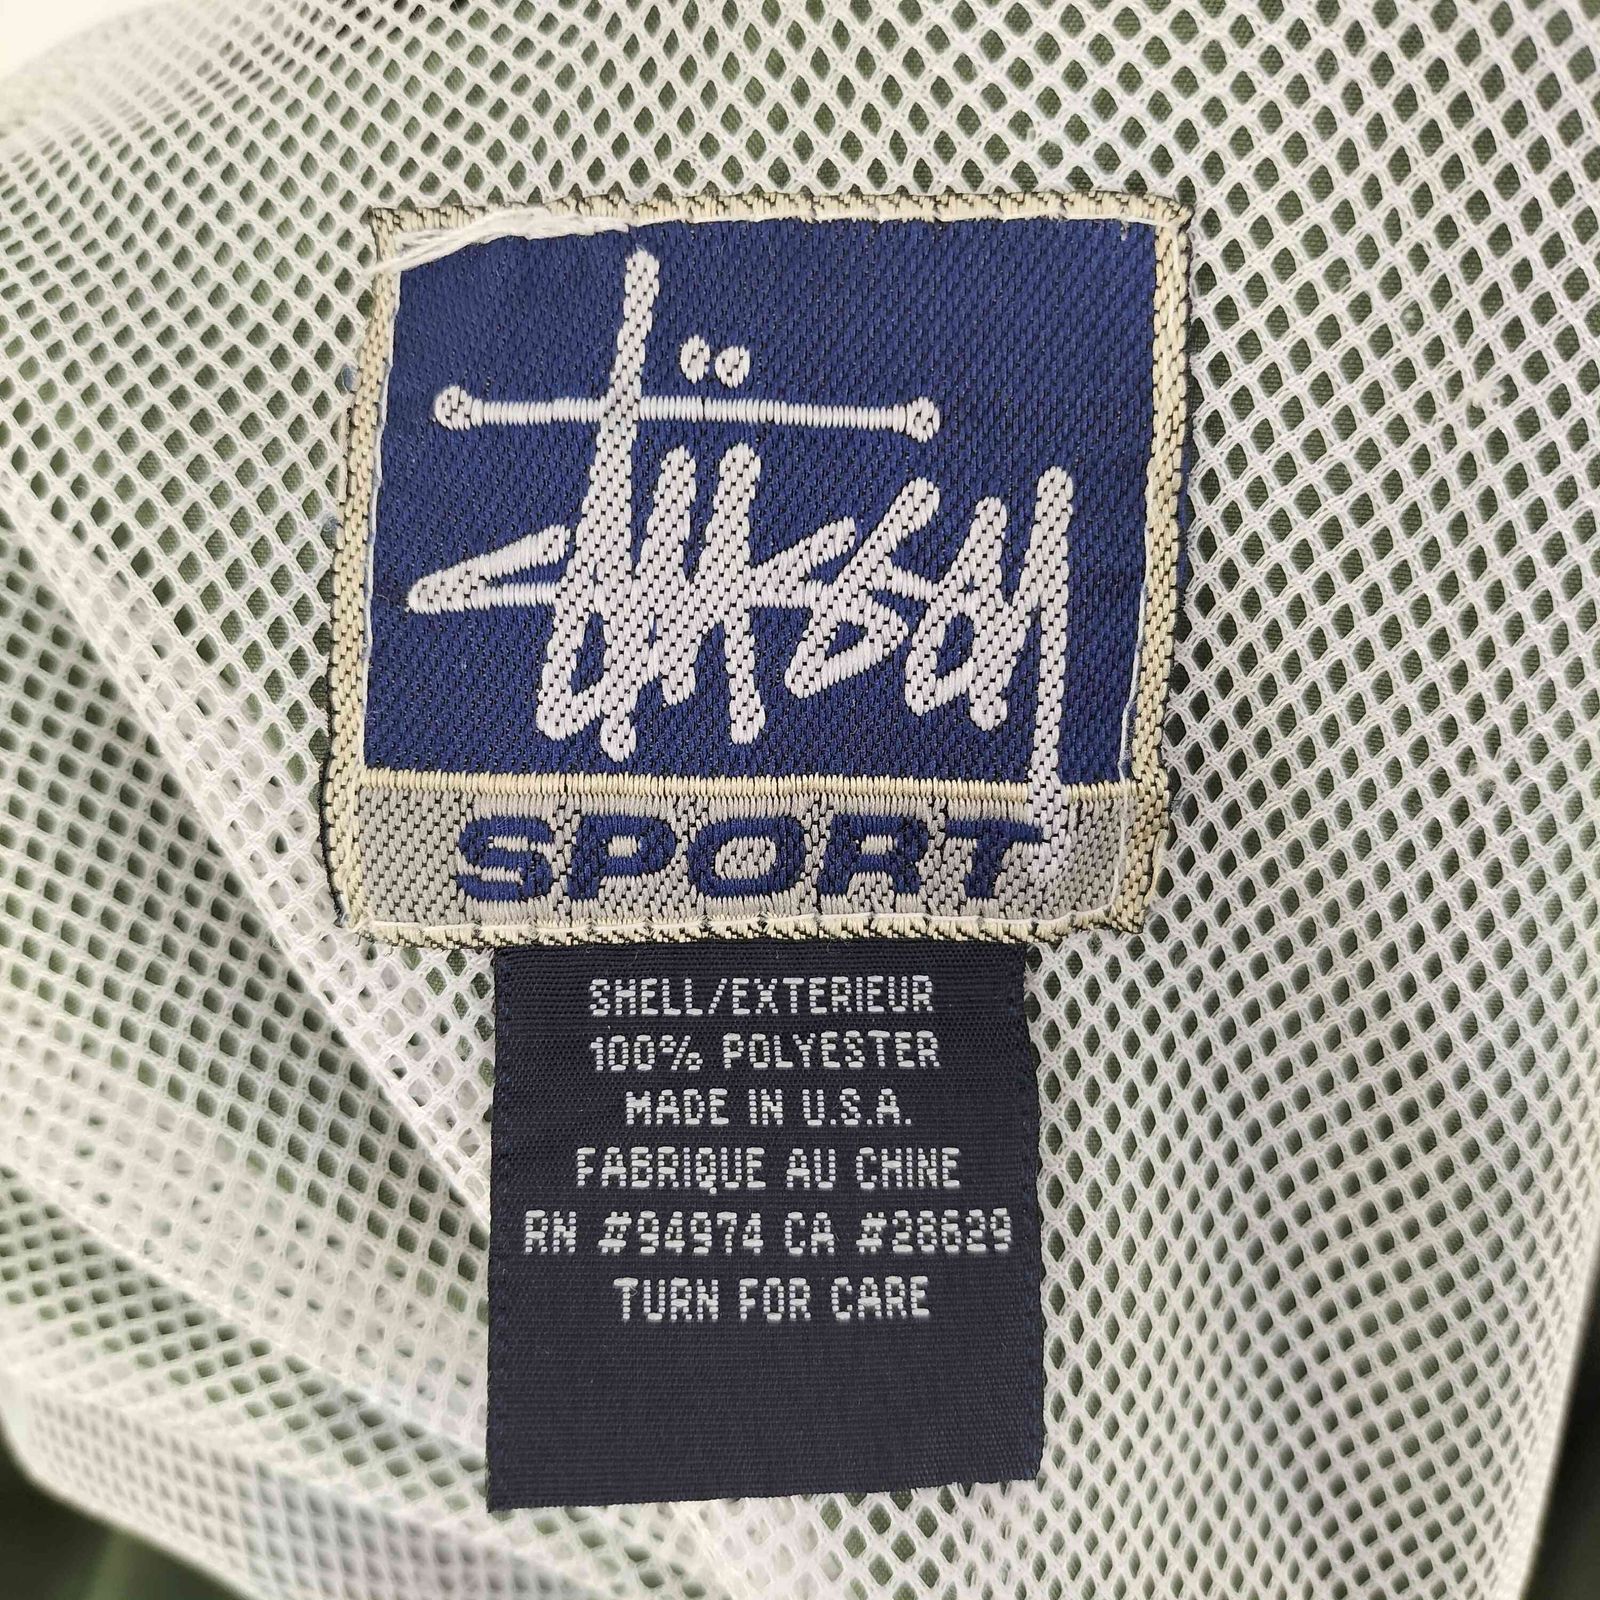 Stüssy
SPORT
SHELL/EXTERIEUR
100% POLYESTER
MADE IN U.S.A.
FABRIQUE AU CHINE
RN #94974 CA #28629
TURN FOR CARE